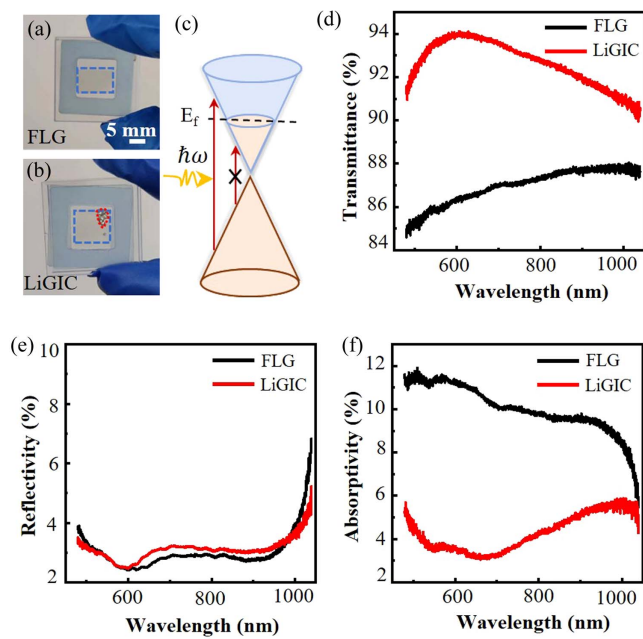 (a)
FLG
5 mm
(b)
LiGIC
(c)
E_f
ħω
(d)
94
92
90
88
86
84
Transmittance (%)
FLG
LiGIC
600
800
1000
Wavelength (nm)
(e)
10
8
6
4
2
Reflectivity (%)
FLG
LiGIC
600
800
1000
Wavelength (nm)
(f)
12
10
8
6
4
2
Absorptivity (%)
FLG
LiGIC
600
800
1000
Wavelength (nm)